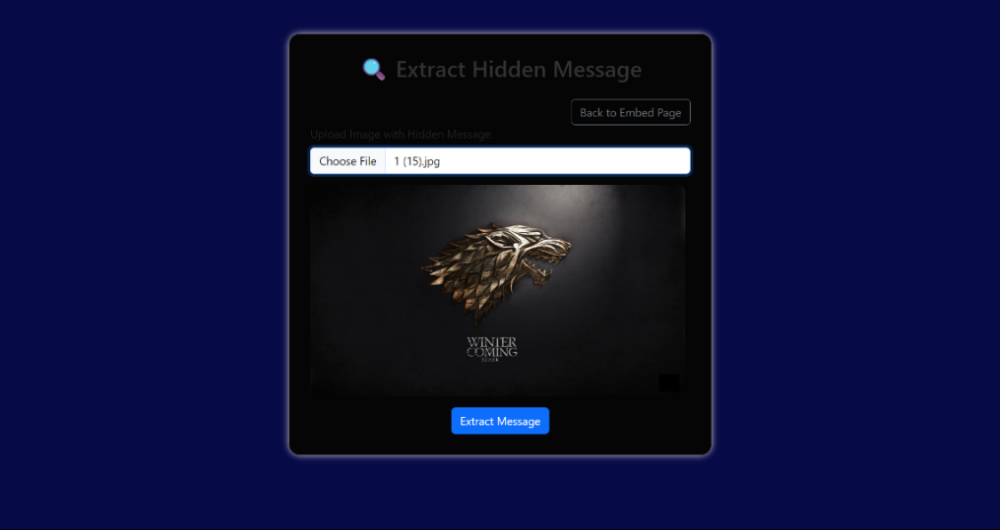 Extract Hidden Message
Back to Embed Page
Upload Image with Hidden Message:
Choose File 1 (15).jpg
WINTER
COMING
STARK
Extract Message